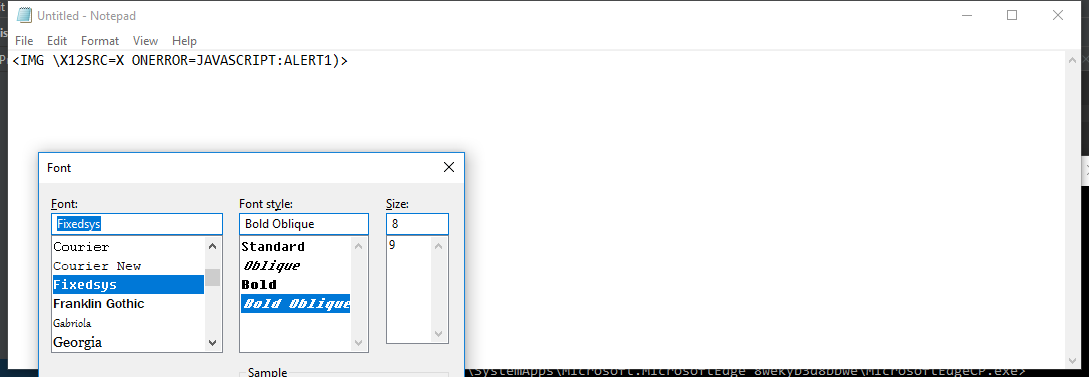 Untitled - Notepad
File Edit Format View Help
<IMG \X12SRC=X ONERROR=JAVASCRIPT:ALERT1)>
Font
Font: Font style: Size:
Fixedsys Bold Oblique 8
Courier Standard 9
Courier New Oblique
Fixedsys Bold
Franklin Gothic Bold Oblique
Gabriola
Georgia
Sample
\SystemApps\Microsoft.MicrosoftEdge_8wekyb3d8bbwe\MicrosoftEdgeCP.exe>